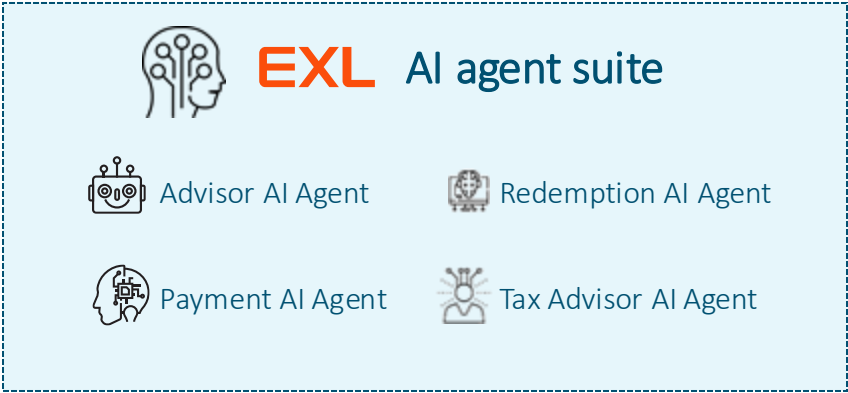 EXL AI agent suite
Advisor AI Agent
Redemption AI Agent
Payment AI Agent
Tax Advisor AI Agent